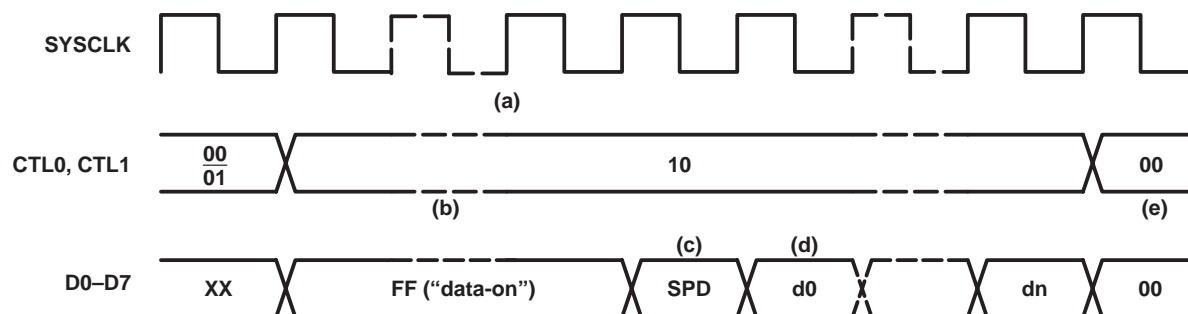 SYSCLK
(a)
CTL0, CTL1
00
01
10
00
(b)
(e)
(c)
(d)
D0–D7
XX
FF (“data-on”)
SPD
d0
dn
00